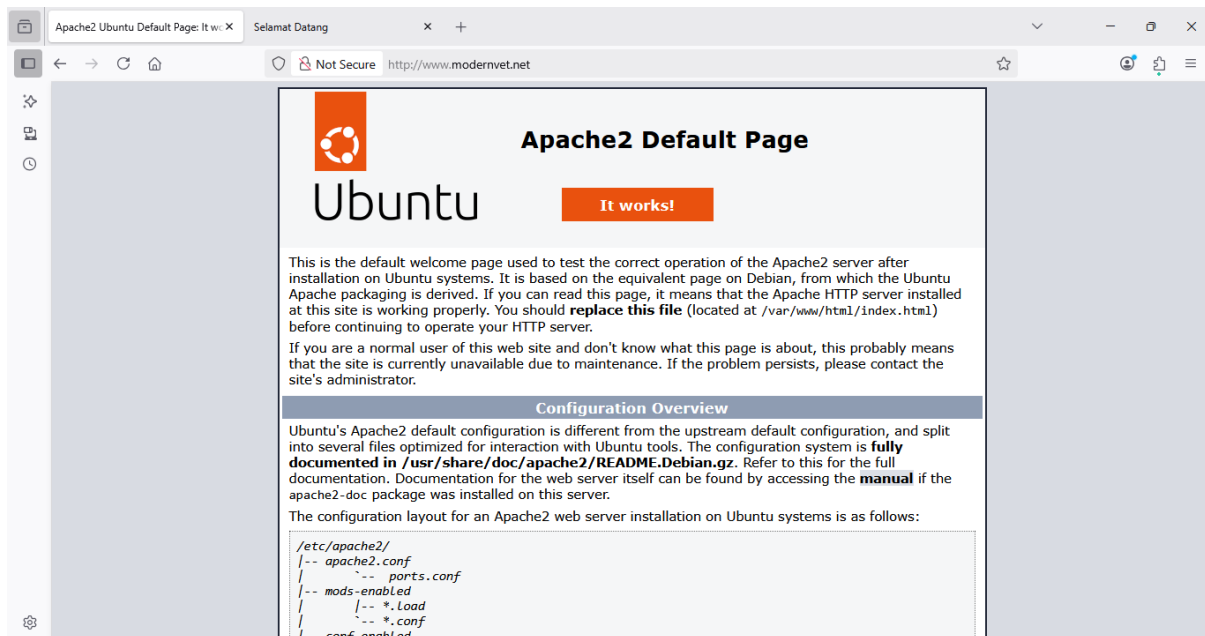 Apache2 Ubuntu Default Page: It wo
Selamat Datang
Not Secure http://www.modernvet.net
Apache2 Default Page
Ubuntu
It works!
This is the default welcome page used to test the correct operation of the Apache2 server after
installation on Ubuntu systems. It is based on the equivalent page on Debian, from which the Ubuntu
Apache packaging is derived. If you can read this page, it means that the Apache HTTP server installed
at this site is working properly. You should replace this file (located at /var/www/html/index.html)
before continuing to operate your HTTP server.
If you are a normal user of this web site and don't know what this page is about, this probably means
that the site is currently unavailable due to maintenance. If the problem persists, please contact the
site's administrator.
Configuration Overview
Ubuntu's Apache2 default configuration is different from the upstream default configuration, and split
into several files optimized for interaction with Ubuntu tools. The configuration system is fully
documented in /usr/share/doc/apache2/README.Debian.gz. Refer to this for the full
documentation. Documentation for the web server itself can be found by accessing the manual if the
apache2-doc package was installed on this server.
The configuration layout for an Apache2 web server installation on Ubuntu systems is as follows:
/etc/apache2/
|-- apache2.conf
|       `--  ports.conf
|-- mods-enabled
|       |-- *.load
|       `-- *.conf
|-- conf-enabled